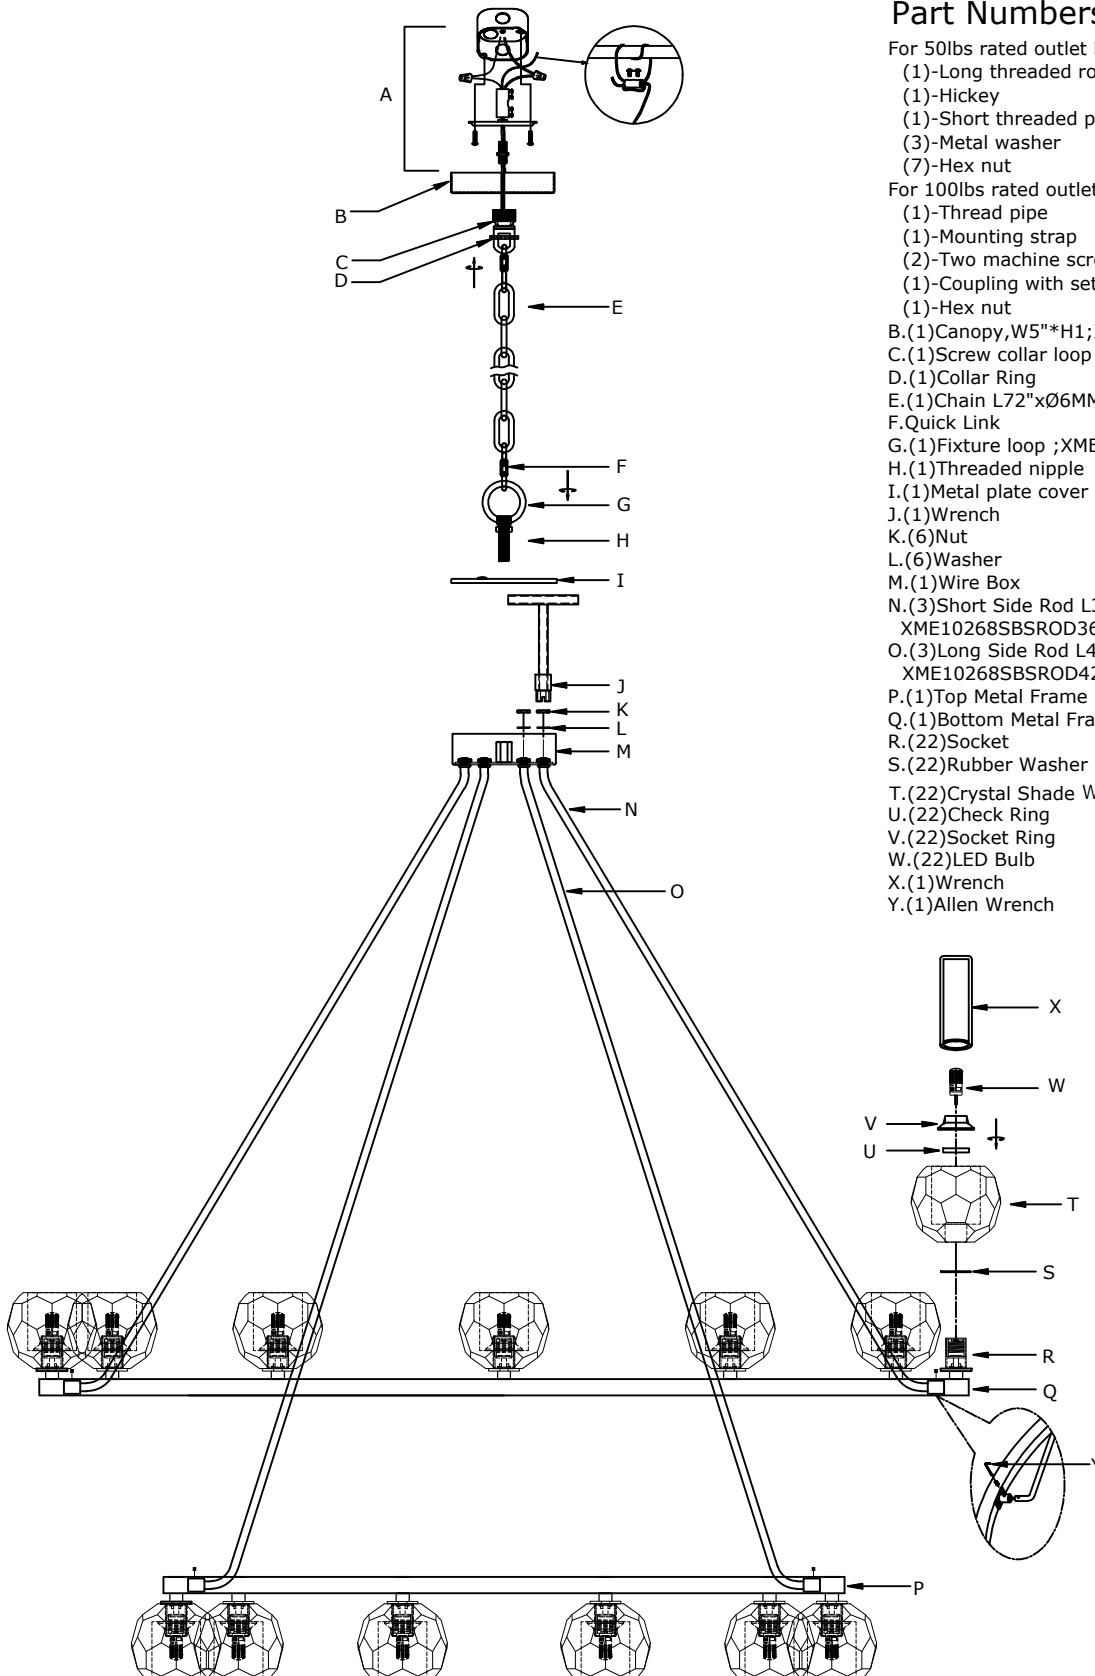 Part Numbers
For 50lbs rated outlet
(1)-Long threaded ro
(1)-Hickey
(1)-Short threaded p
(3)-Metal washer
(7)-Hex nut
For 100lbs rated outlet
(1)-Thread pipe
(1)-Mounting strap
(2)-Two machine scr
(1)-Coupling with set
(1)-Hex nut
B.(1)Canopy,W5"*H1;
C.(1)Screw collar loop
D.(1)Collar Ring
E.(1)Chain L72"xØ6MM
F.Quick Link
G.(1)Fixture loop ;XME
H.(1)Threaded nipple
I.(1)Metal plate cover
J.(1)Wrench
K.(6)Nut
L.(6)Washer
M.(1)Wire Box
N.(3)Short Side Rod L3
XME10268SBSROD36
O.(3)Long Side Rod L4
XME10268SBSROD42
P.(1)Top Metal Frame
Q.(1)Bottom Metal Fra
R.(22)Socket
S.(22)Rubber Washer
T.(22)Crystal Shade W
U.(22)Check Ring
V.(22)Socket Ring
W.(22)LED Bulb
X.(1)Wrench
Y.(1)Allen Wrench
A
B
C
D
E
F
G
H
I
J
K
L
M
N
O
X
W
V
U
T
S
R
Q
Y
P